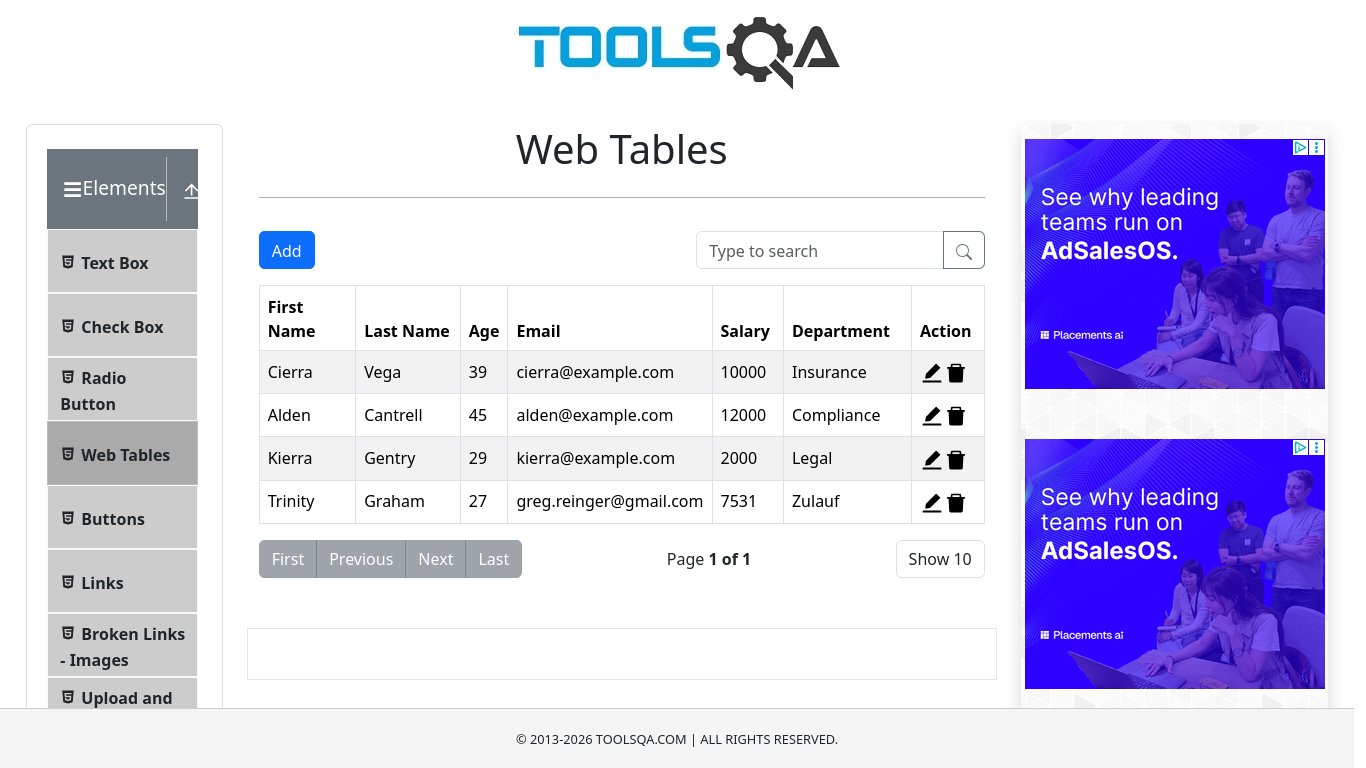 TOOLSQA
Elements
Text Box
Check Box
Radio
Button
Web Tables
Buttons
Links
Broken Links
- Images
Upload and
Web Tables
Add
Type to search
First Name Last Name Age Email Salary Department Action
Cierra Vega 39 cierra@example.com 10000 Insurance
Alden Cantrell 45 alden@example.com 12000 Compliance
Kierra Gentry 29 kierra@example.com 2000 Legal
Trinity Graham 27 greg.reinger@gmail.com 7531 Zulauf
First Previous Next Last Page 1 of 1 Show 10
See why leading
teams run on
AdSalesOS.
Placements ai
See why leading
teams run on
AdSalesOS.
Placements ai
© 2013-2026 TOOLSQA.COM | ALL RIGHTS RESERVED.